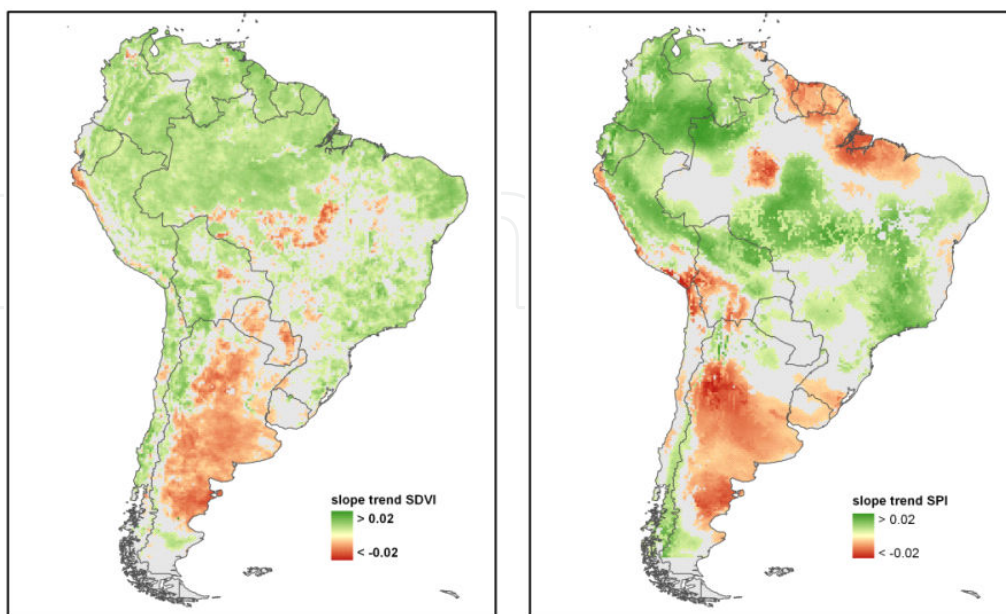 slope trend SDVI
> 0.02
< -0.02
slope trend SPI
> 0.02
< -0.02